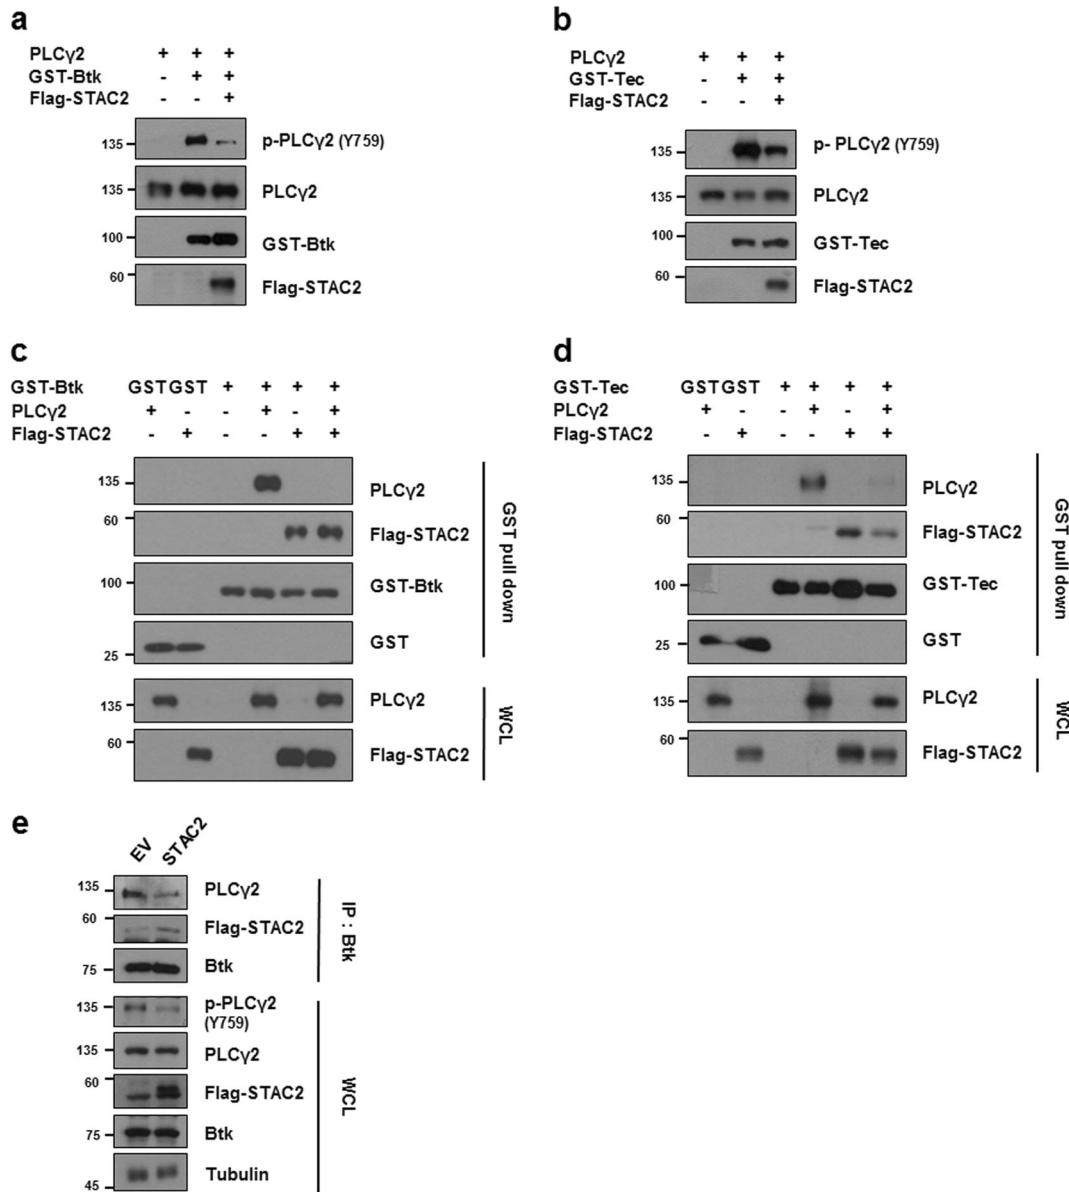 a
PLCγ2 + + +
GST-Btk - + +
Flag-STAC2 - - +
135 p-PLCγ2 (Y759)
135 PLCγ2
100 GST-Btk
60 Flag-STAC2
b
PLCγ2 + + +
GST-Tec - + +
Flag-STAC2 - - +
135 p- PLCγ2 (Y759)
135 PLCγ2
100 GST-Tec
60 Flag-STAC2
c
GST-Btk GST GST + + + +
PLCγ2 + - - + - +
Flag-STAC2 - + - - + +
135 PLCγ2
60 Flag-STAC2
100 GST-Btk
25 GST
GST pull down
135 PLCγ2
60 Flag-STAC2
WCL
d
GST-Tec GST GST + + + +
PLCγ2 + - - + - +
Flag-STAC2 - + - - + +
135 PLCγ2
60 Flag-STAC2
100 GST-Tec
25 GST
GST pull down
135 PLCγ2
60 Flag-STAC2
WCL
e
EV STAC2
135 PLCγ2
60 Flag-STAC2
75 Btk
IP : Btk
135 p-PLCγ2
(Y759)
135 PLCγ2
60 Flag-STAC2
75 Btk
45 Tubulin
WCL